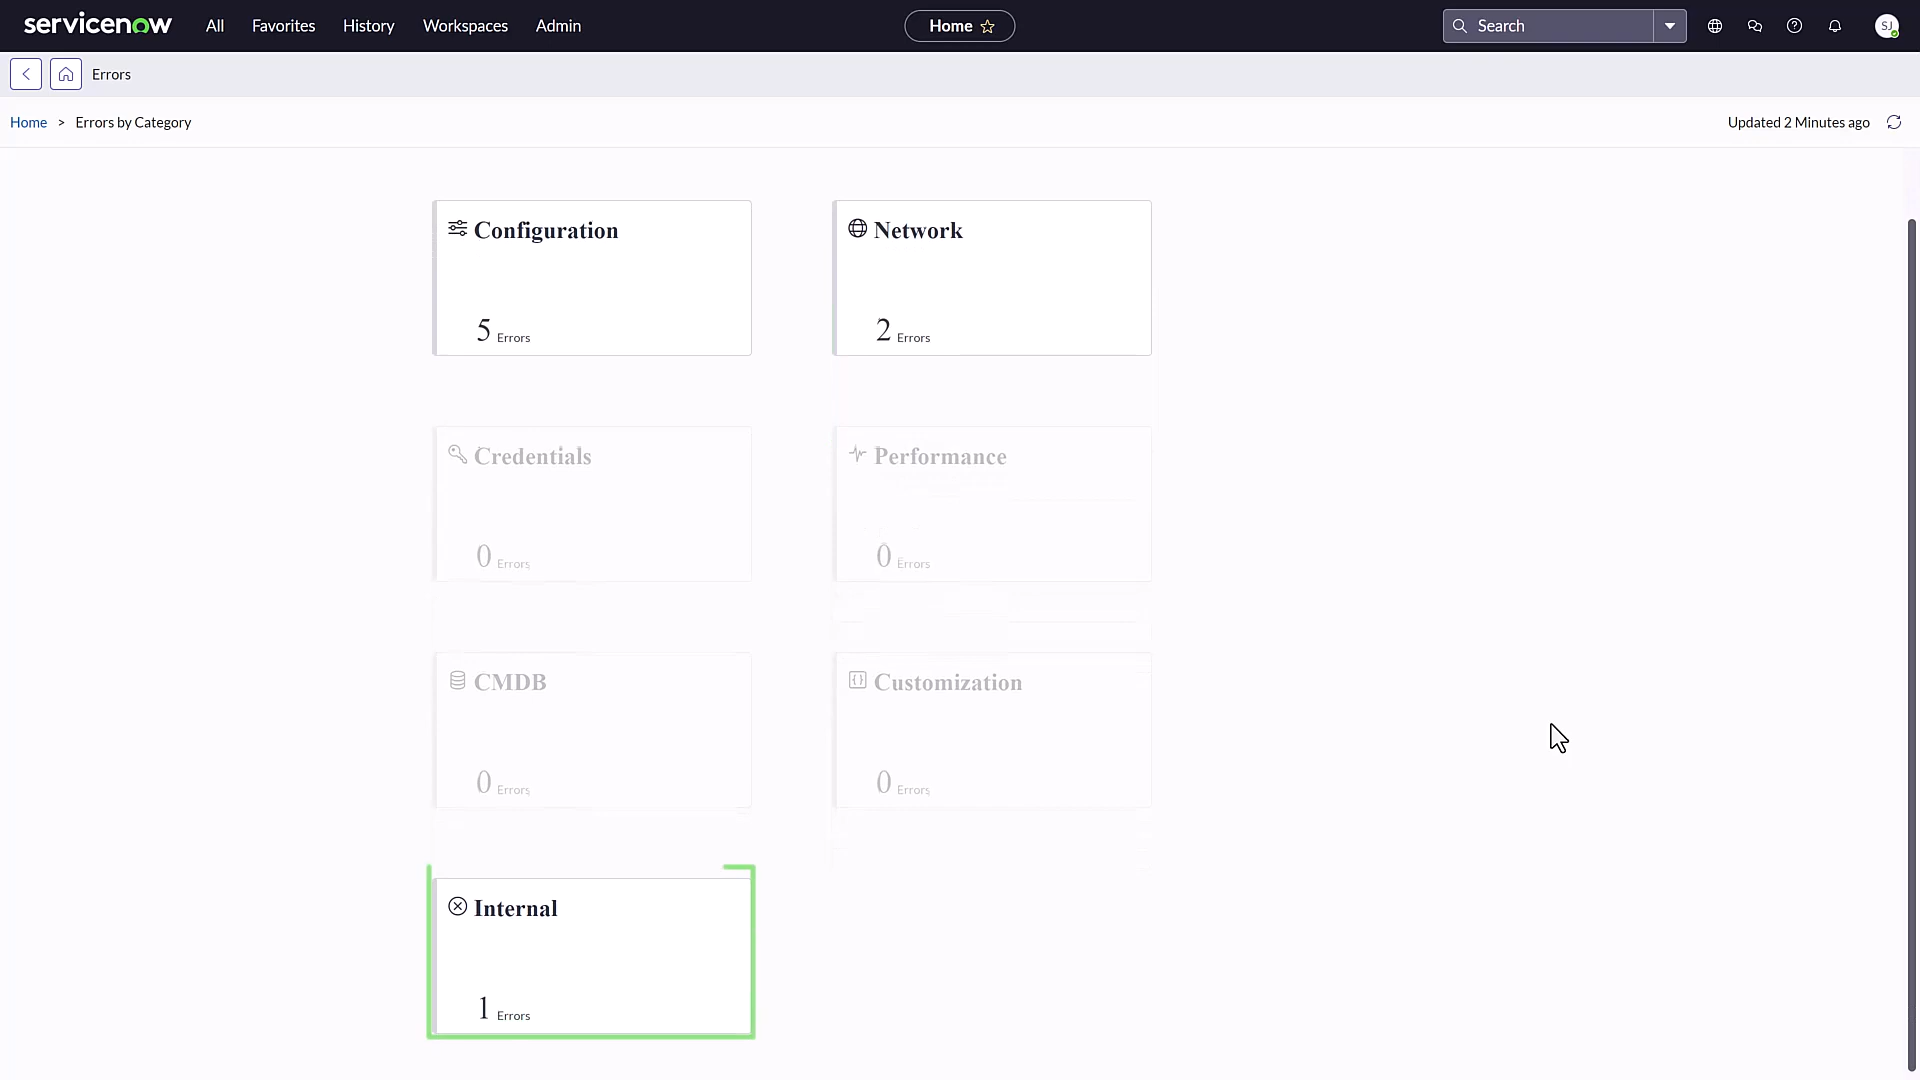 servicenow All Favorites History Workspaces Admin Home Search SJ
Errors
Home > Errors by Category Updated 2 Minutes ago
Configuration Network
5 Errors 2 Errors
Credentials Performance
0 Errors 0 Errors
CMDB Customization
0 Errors 0 Errors
Internal
1 Errors